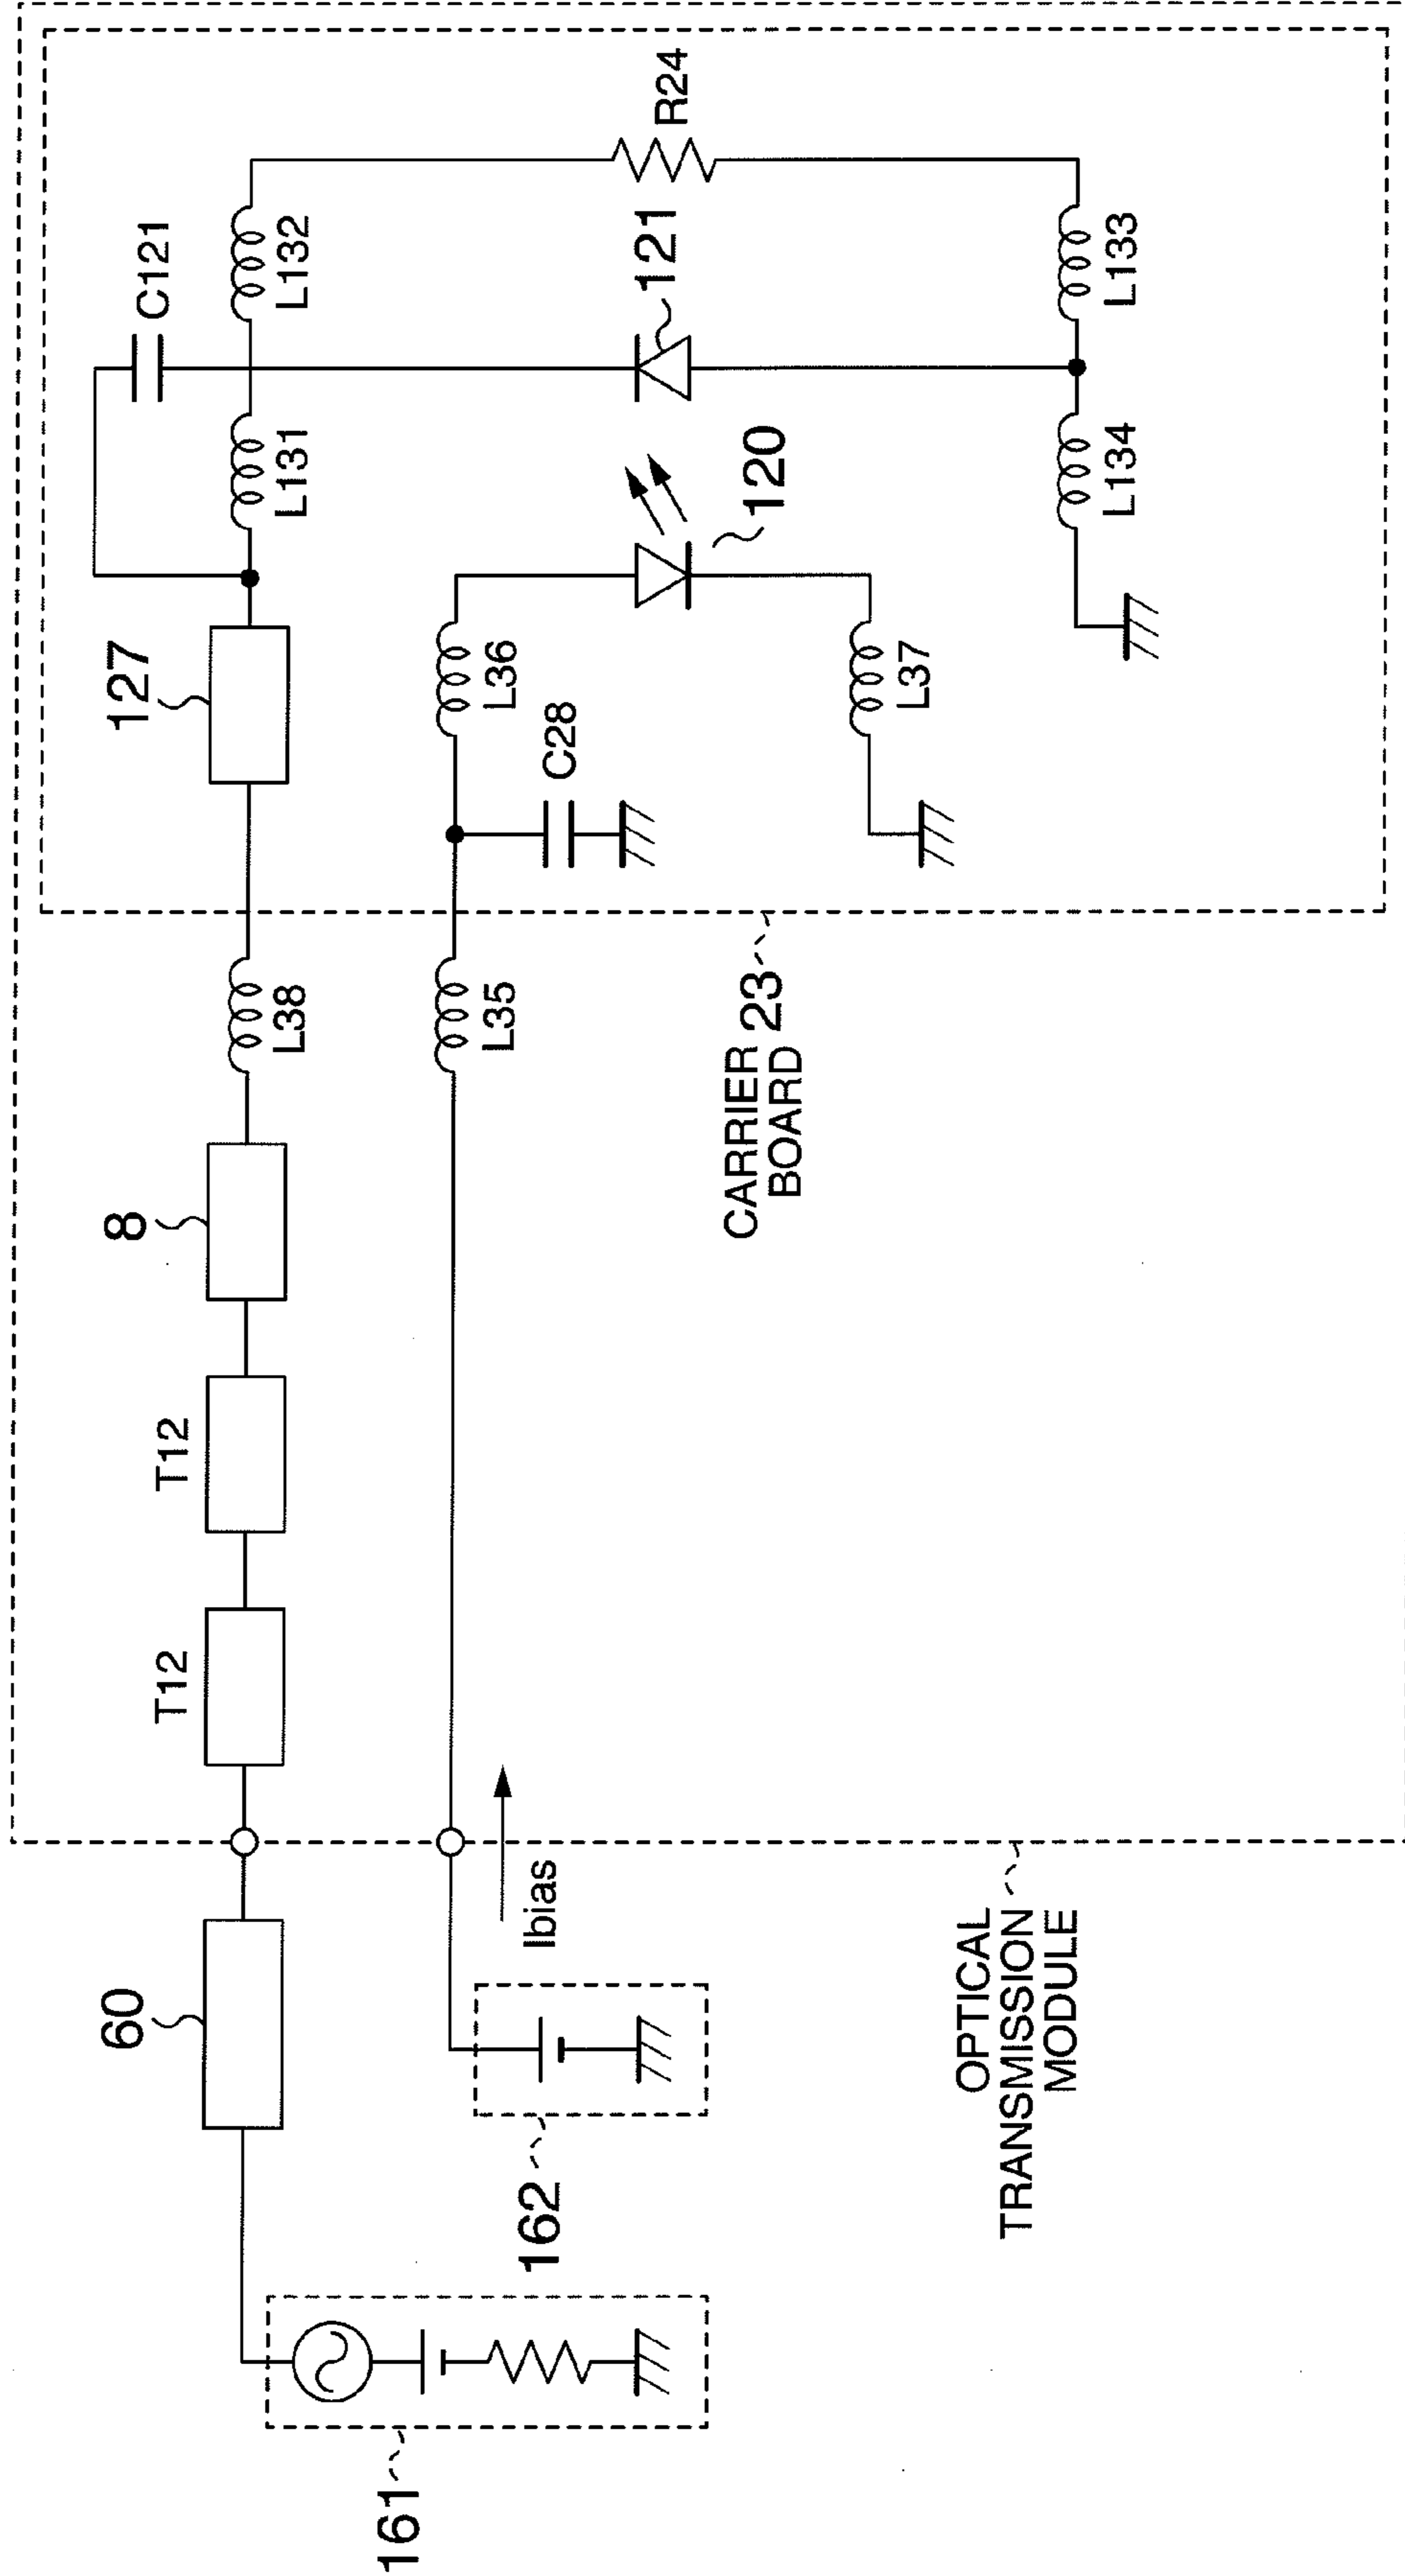 161
60
T12
T12
8
L38
127
L131
C121
L132
R24
121
162
Ibias
L35
L36
C28
120
L37
L134
L133
CARRIER 23
BOARD
OPTICAL
TRANSMISSION
MODULE